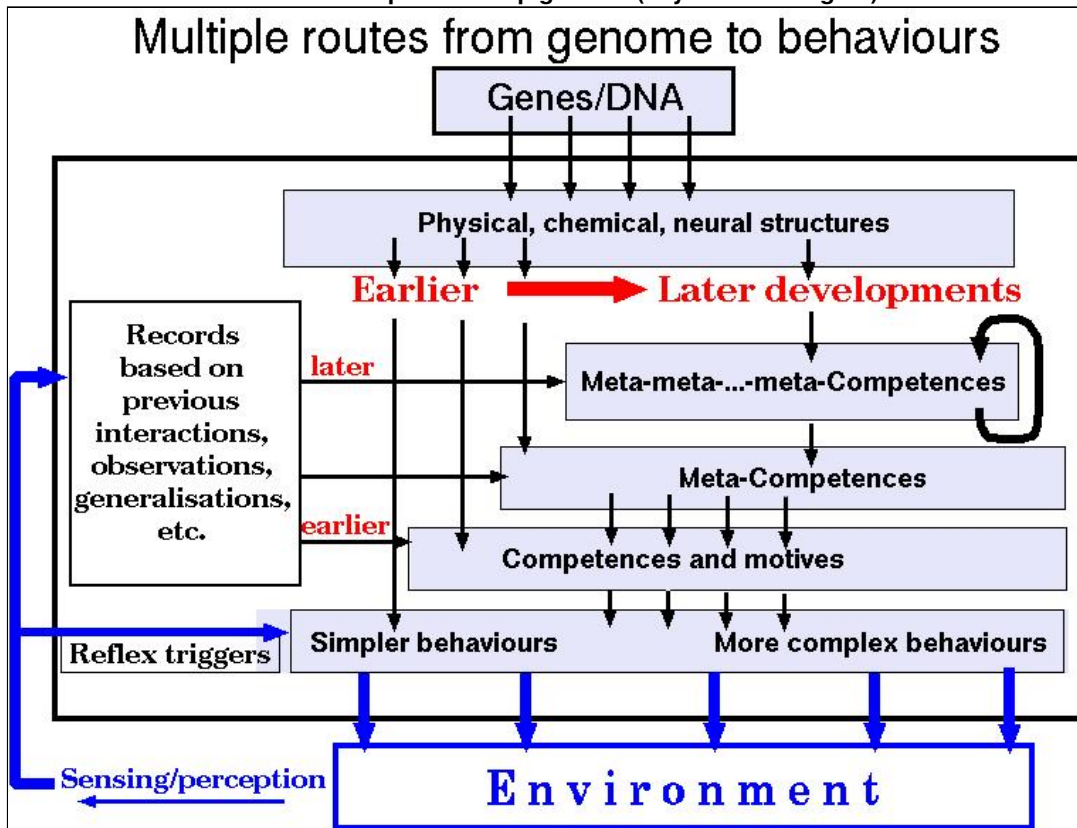 Multiple routes from genome to behaviours
Genes/DNA
Physical, chemical, neural structures
Earlier
Later developments
Records
based on
previous
interactions,
observations,
generalisations,
etc.
later
Meta-meta-...-meta-Competences
Meta-Competences
earlier
Competences and motives
Simpler behaviours
More complex behaviours
Reflex triggers
Sensing/perception
Environment